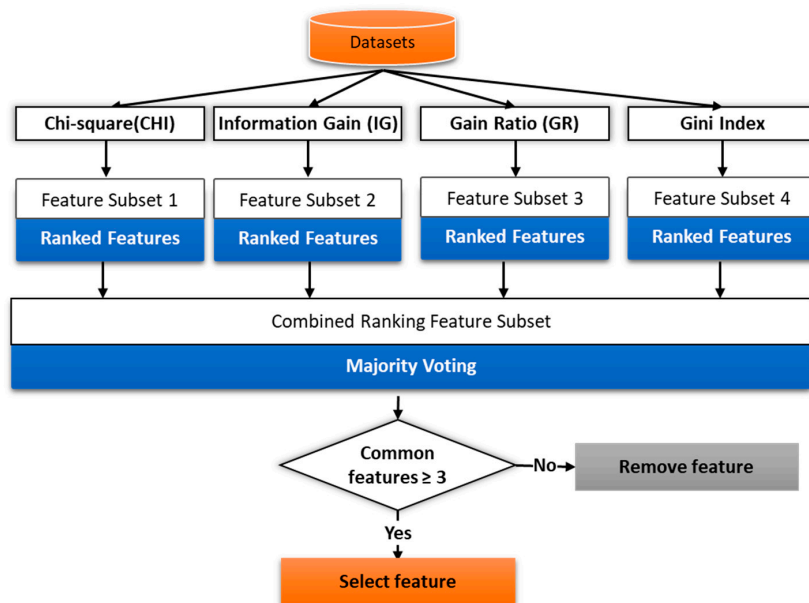 Datasets
Chi-square(CHI)
Information Gain (IG)
Gain Ratio (GR)
Gini Index
Feature Subset 1
Feature Subset 2
Feature Subset 3
Feature Subset 4
Ranked Features
Ranked Features
Ranked Features
Ranked Features
Combined Ranking Feature Subset
Majority Voting
Common
features ≥ 3
No
Remove feature
Yes
Select feature